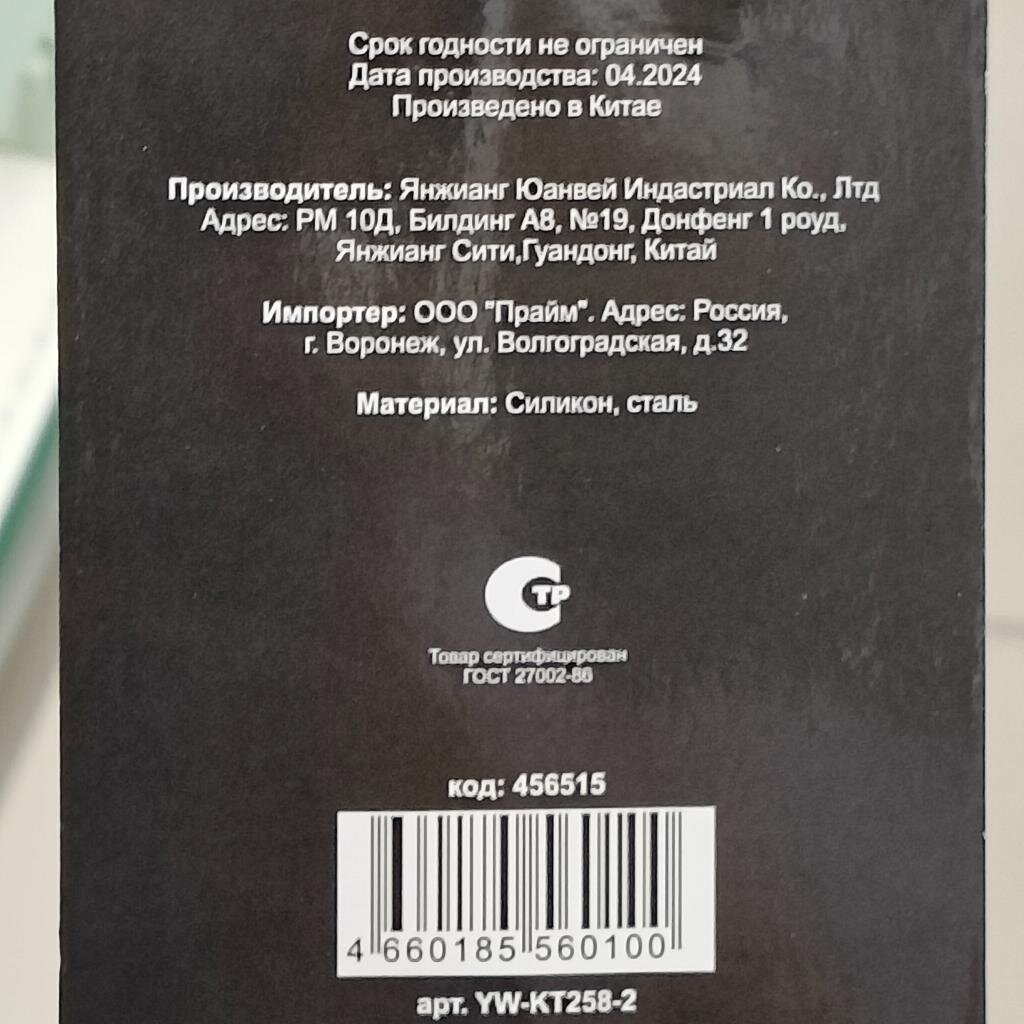 Срок годности не ограничен
Дата производства: 04.2024
Произведено в Китае
Производитель: Янжианг Юанвей Индастриал Ко., Лтд
Адрес: РМ 10Д, Билдинг А8, №19, Донфенг 1 роуд,
Янжианг Сити,Гуандонг, Китай
Импортер: ООО "Прайм". Адрес: Россия,
г. Воронеж, ул. Волгоградская, д.32
Материал: Силикон, сталь
СТР
Товар сертифицирован
ГОСТ 27002-86
код: 456515
4 660185 560100
арт. YW-KT258-2